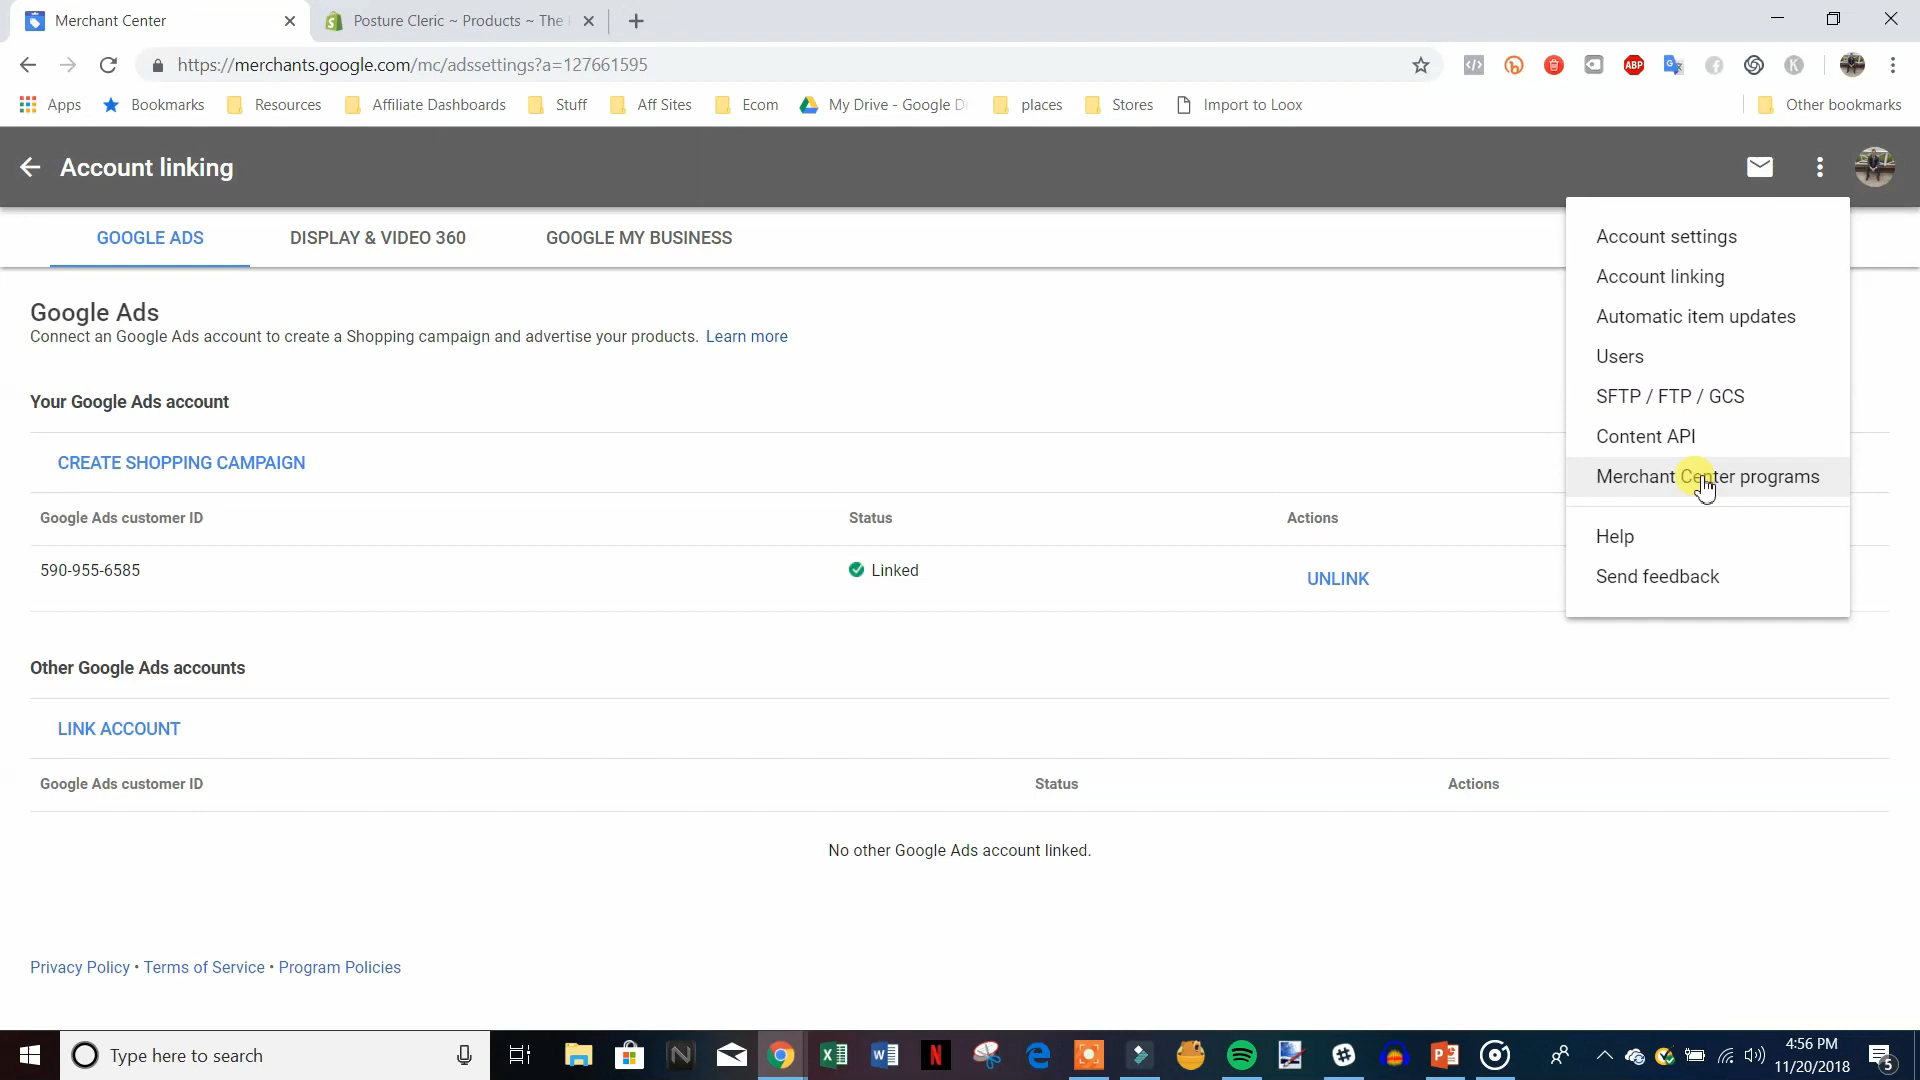 Merchant Center
Posture Cleric ~ Products ~ The
https://merchants.google.com/mc/adssettings?a=127661595
ABP
Apps
Bookmarks
Resources
Affiliate Dashboards
Stuff
Aff Sites
Ecom
My Drive - Google Dr
places
Stores
Import to Loox
Other bookmarks
Account linking
GOOGLE ADS
DISPLAY & VIDEO 360
GOOGLE MY BUSINESS
Account settings
Account linking
Automatic item updates
Users
SFTP / FTP / GCS
Content API
Merchant Center programs
Help
Send feedback
Google Ads
Connect an Google Ads account to create a Shopping campaign and advertise your products. Learn more
Your Google Ads account
CREATE SHOPPING CAMPAIGN
Google Ads customer ID Status Actions
590-955-6585 Linked UNLINK
Other Google Ads accounts
LINK ACCOUNT
Google Ads customer ID Status Actions
No other Google Ads account linked.
Privacy Policy • Terms of Service • Program Policies
Type here to search
4:56 PM
11/20/2018
5